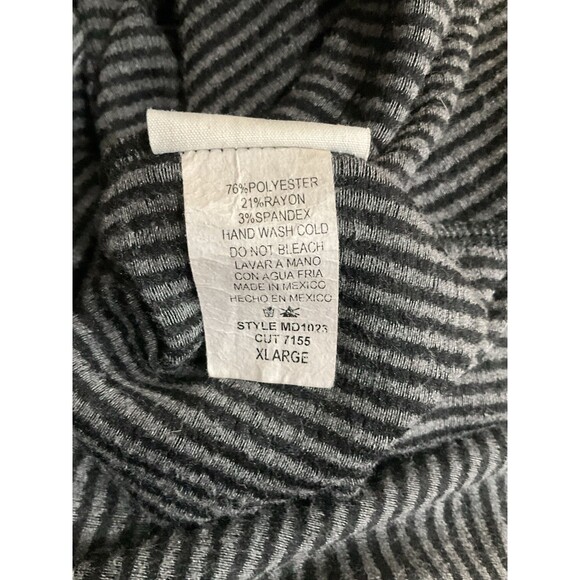 76%POLYESTER
21%RAYON
3%SPANDEX
HAND WASH COLD
DO NOT BLEACH
LAVAR A MANO
CON AGUA FRIA
MADE IN MEXICO
HECHO EN MEXICO
STYLE MD1023
CUT 7155
XLARGE